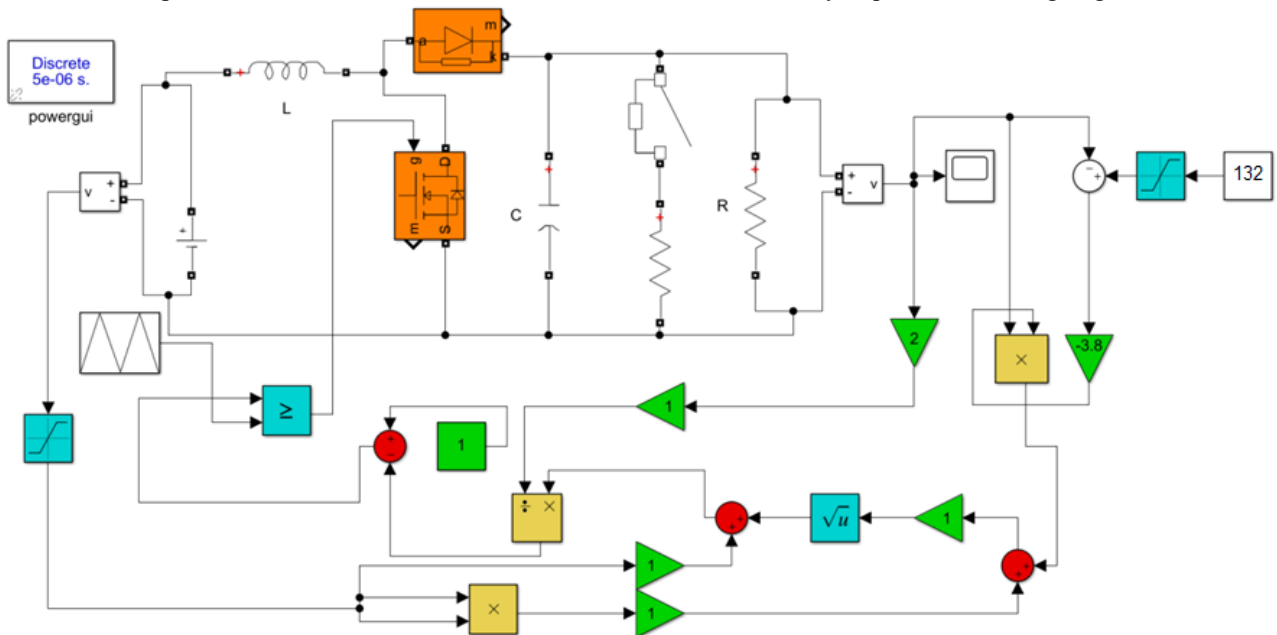 m
a
k
Discrete
5e-06 s.
powergui
L
g
D
m
S
+
-
v
+
C
R
+
-
v
132
-
+
2
×
-3.8
≥
1
+
-
1
÷
×
+
+
√u
1
+
+
1
×
1